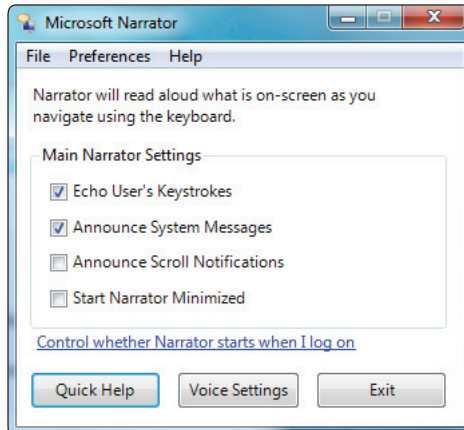 Microsoft Narrator
File Preferences Help
Narrator will read aloud what is on-screen as you
navigate using the keyboard.
Main Narrator Settings
Echo User's Keystrokes
Announce System Messages
Announce Scroll Notifications
Start Narrator Minimized
Control whether Narrator starts when I log on
Quick Help Voice Settings Exit